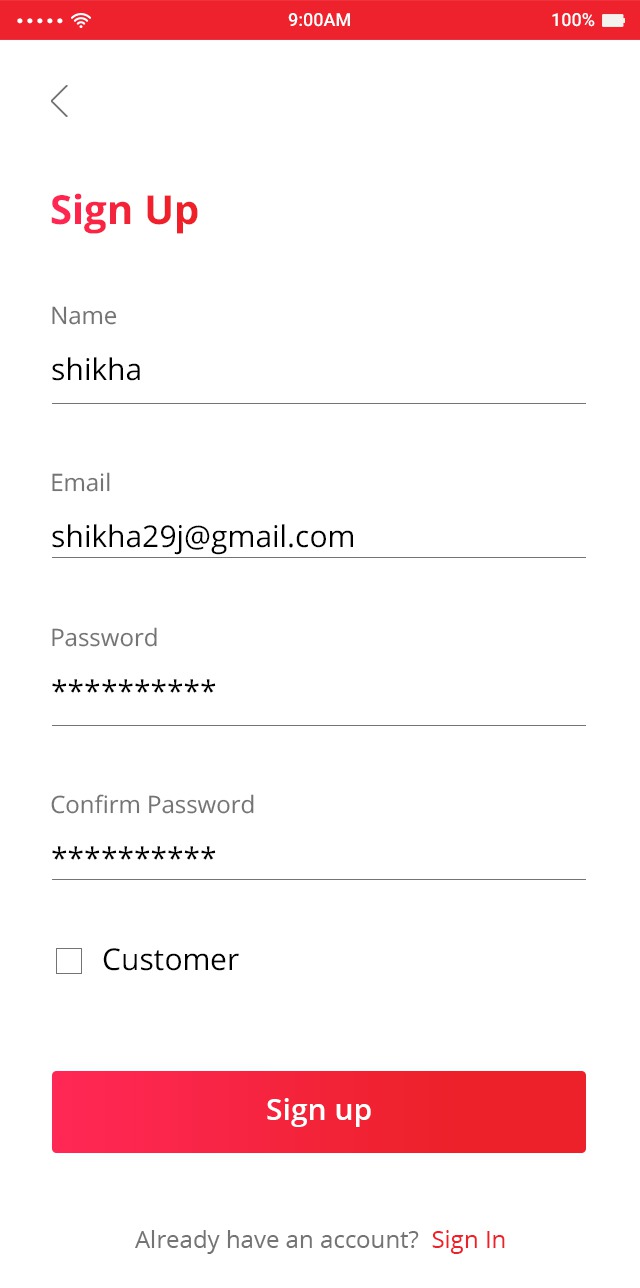 9:00AM 100%
Sign Up
Name
shikha
Email
shikha29j@gmail.com
Password
**********
Confirm Password
**********
Customer
Sign up
Already have an account? Sign In